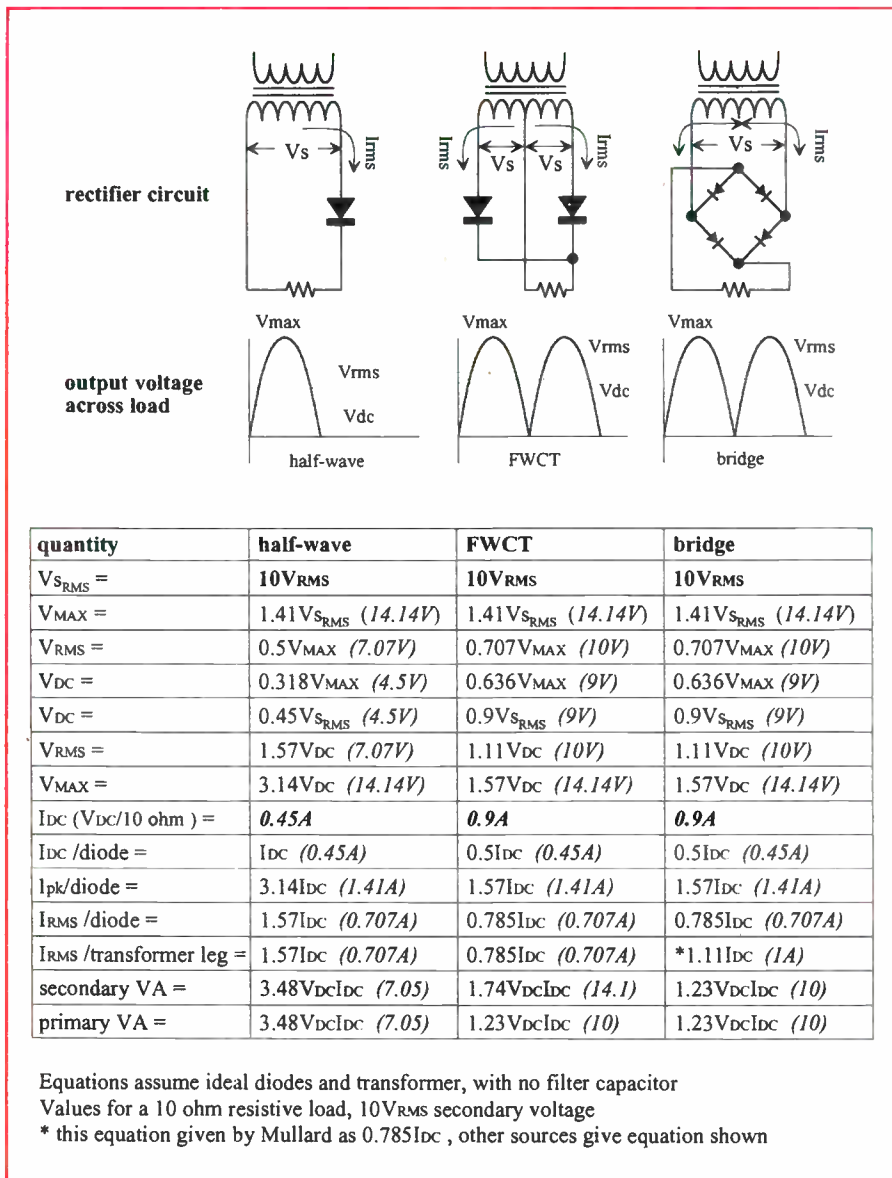 Irms
Vs
Irms
Vs
Vs
Irms
Irms
Vs
Irms
rectifier circuit
Vmax
Vmax
Vmax
output voltage
across load
Vrms
Vdc
Vrms
Vdc
Vrms
Vdc
half-wave
FWCT
bridge
quantity half-wave FWCT bridge
VsRMS = 10VRMS 10VRMS 10VRMS
VMAX = 1.41VsRMS (14.14V) 1.41VsRMS (14.14V) 1.41VsRMS (14.14V)
VRMS = 0.5VMAX (7.07V) 0.707VMAX (10V) 0.707VMAX (10V)
VDC = 0.318VMAX (4.5V) 0.636VMAX (9V) 0.636VMAX (9V)
VDC = 0.45VsRMS (4.5V) 0.9VsRMS (9V) 0.9VsRMS (9V)
VRMS = 1.57VDC (7.07V) 1.11VDC (10V) 1.11VDC (10V)
VMAX = 3.14VDC (14.14V) 1.57VDC (14.14V) 1.57VDC (14.14V)
IDC (VDC/10 ohm ) = 0.45A 0.9A 0.9A
IDC /diode = IDC (0.45A) 0.5IDC (0.45A) 0.5IDC (0.45A)
Ipk/diode = 3.14IDC (1.41A) 1.57IDC (1.41A) 1.57IDC (1.41A)
IRMS /diode = 1.57IDC (0.707A) 0.785IDC (0.707A) 0.785IDC (0.707A)
IRMS /transformer leg = 1.57IDC (0.707A) 0.785IDC (0.707A) *1.11IDC (1A)
secondary VA = 3.48VDCIDC (7.05) 1.74VDCIDC (14.1) 1.23VDCIDC (10)
primary VA = 3.48VDCIDC (7.05) 1.23VDCIDC (10) 1.23VDCIDC (10)
Equations assume ideal diodes and transformer, with no filter capacitor
Values for a 10 ohm resistive load, 10VRMS secondary voltage
* this equation given by Mullard as 0.785IDC , other sources give equation shown